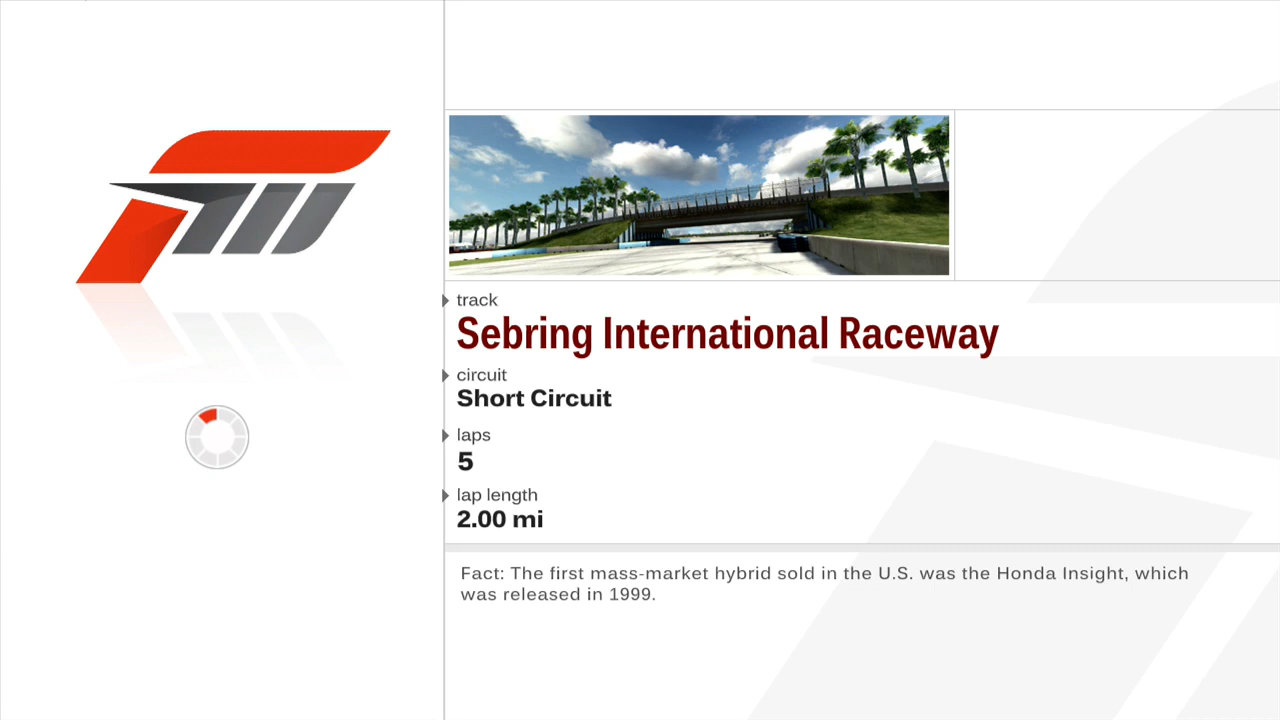 track
Sebring International Raceway
circuit
Short Circuit
laps
5
lap length
2.00 mi
Fact: The first mass-market hybrid sold in the U.S. was the Honda Insight, which
was released in 1999.